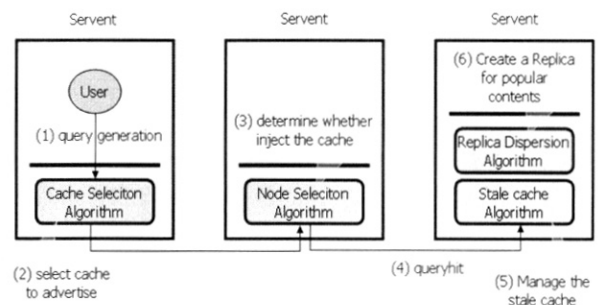 Servent
Servent
Servent
User
(1) query generation
Cache Seleciton
Algorithm
(2) select cache
to advertise
(3) determine whether
inject the cache
Node Seleciton
Algorithm
(4) queryhit
(6) Create a Replica
for popular
contents
Replica Dispersion
Algorithm
Stale cache
Algorithm
(5) Manage the
stale cache